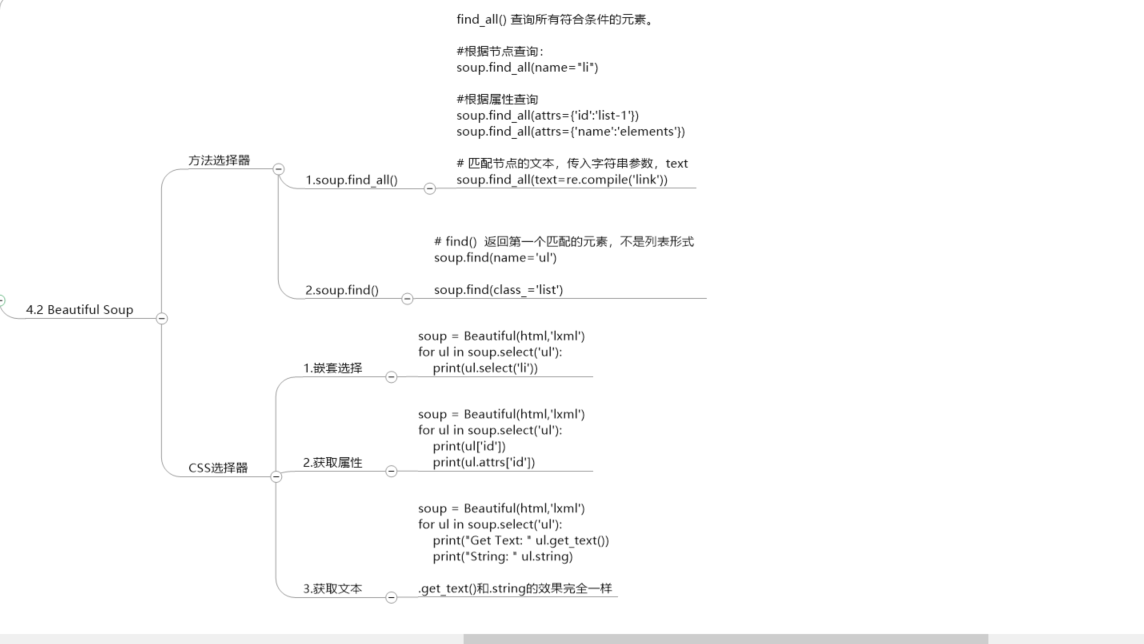 find_all() 查询所有符合条件的元素。
#根据节点查询：
soup.find_all(name="li")
#根据属性查询
soup.find_all(attrs={'id':'list-1'})
soup.find_all(attrs={'name':'elements'})
# 匹配节点的文本，传入字符串参数，text
soup.find_all(text=re.compile('link'))
方法选择器
1.soup.find_all()
# find()  返回第一个匹配的元素，不是列表形式
soup.find(name='ul')
soup.find(class_='list')
2.soup.find()
4.2 Beautiful Soup
soup = Beautiful(html,'lxml')
for ul in soup.select('ul'):
    print(ul.select('li'))
1.嵌套选择
soup = Beautiful(html,'lxml')
for ul in soup.select('ul'):
    print(ul['id'])
    print(ul.attrs['id'])
2.获取属性
CSS选择器
soup = Beautiful(html,'lxml')
for ul in soup.select('ul'):
    print("Get Text: " ul.get_text())
    print("String: " ul.string)
.get_text()和.string的效果完全一样
3.获取文本